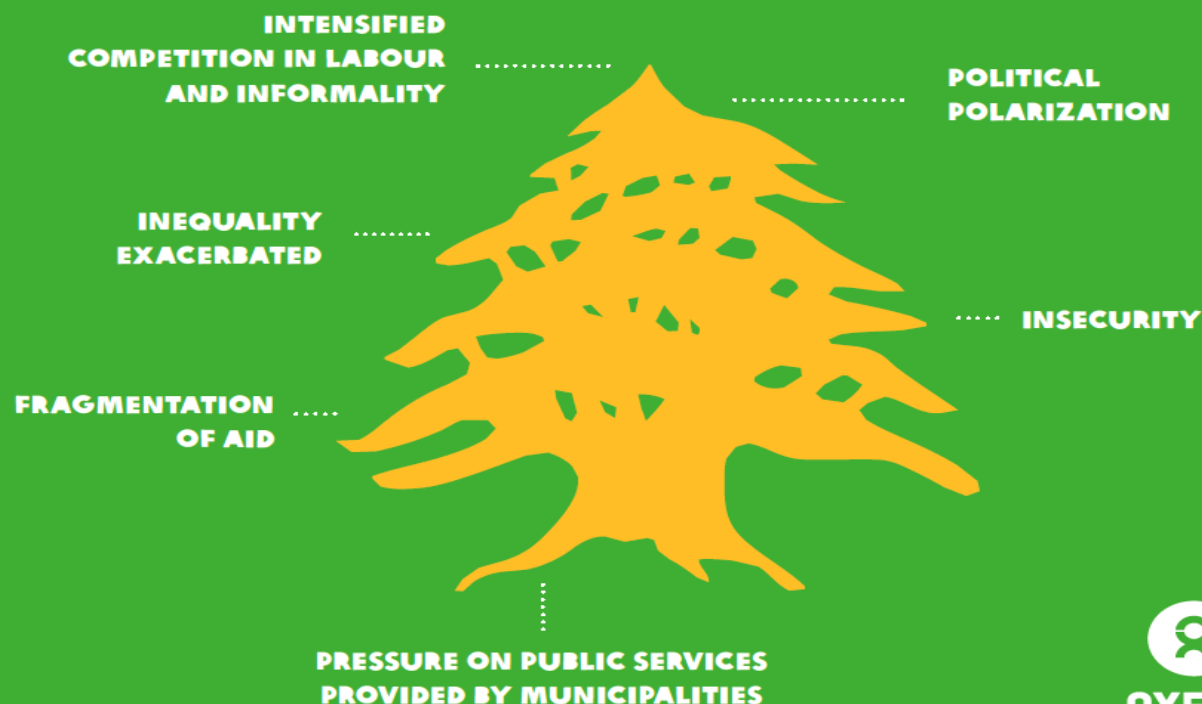 INTENSIFIED
COMPETITION IN LABOUR
AND INFORMALITY
POLITICAL
POLARIZATION
INEQUALITY
EXACERBATED
INSECURITY
FRAGMENTATION
OF AID
PRESSURE ON PUBLIC SERVICES
PROVIDED BY MUNICIPALITIES